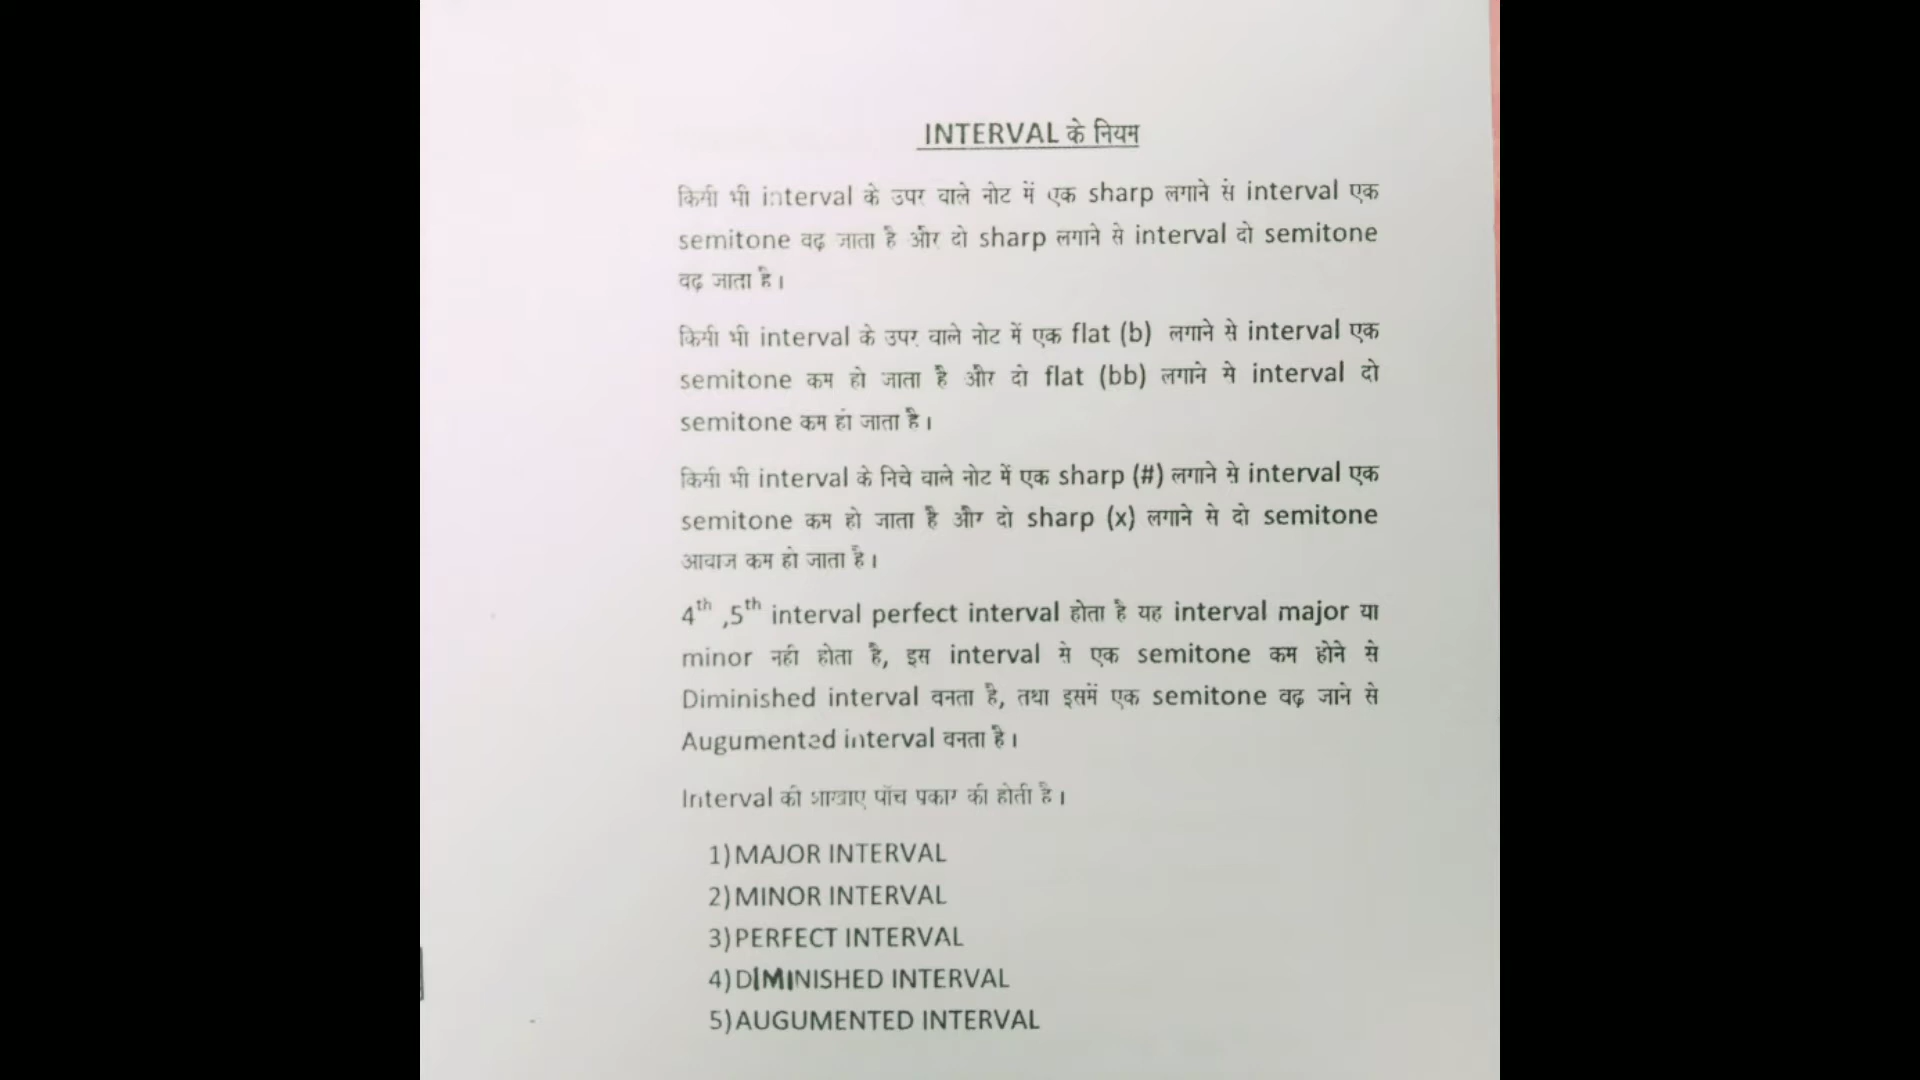 INTERVAL के नियम
किसी भी interval के उपर वाले नोट में एक sharp लगाने से interval एक
semitone बढ़ जाता है और दो sharp लगाने से interval दो semitone
बढ़ जाता है।
किसी भी interval के उपर वाले नोट में एक flat (b) लगाने से interval एक
semitone कम हो जाता है और दो flat (bb) लगाने से interval दो
semitone कम हो जाता है।
किसी भी interval के निचे वाले नोट में एक sharp (#) लगाने से interval एक
semitone कम हो जाता है और दो sharp (x) लगाने से दो semitone
आवाज कम हो जाता है।
4th ,5th interval perfect interval होता है यह interval major या
minor नही होता है, इस interval से एक semitone कम होने से
Diminished interval बनता है, तथा इसमें एक semitone बढ़ जाने से
Augumented interval बनता है।
Interval की शाखाए पाँच प्रकार की होती है।
1)MAJOR INTERVAL
2)MINOR INTERVAL
3)PERFECT INTERVAL
4)DIMINISHED INTERVAL
5)AUGUMENTED INTERVAL